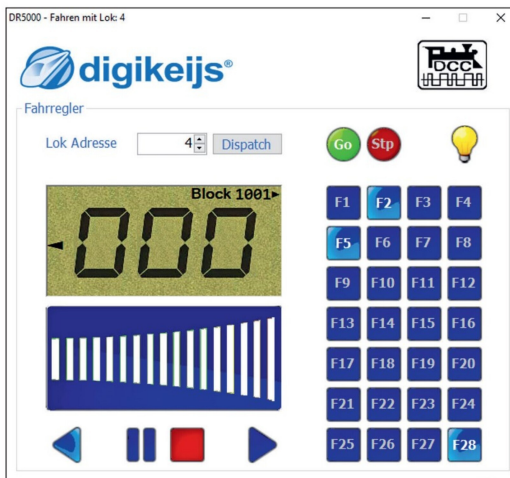 DR5000 - Fahren mit Lok: 4
digikeijs®
DCC
Fahrregler
Lok Adresse 4 Dispatch
Go Stp
Block 1001
000
F1 F2 F3 F4
F5 F6 F7 F8
F9 F10 F11 F12
F13 F14 F15 F16
F17 F18 F19 F20
F21 F22 F23 F24
F25 F26 F27 F28